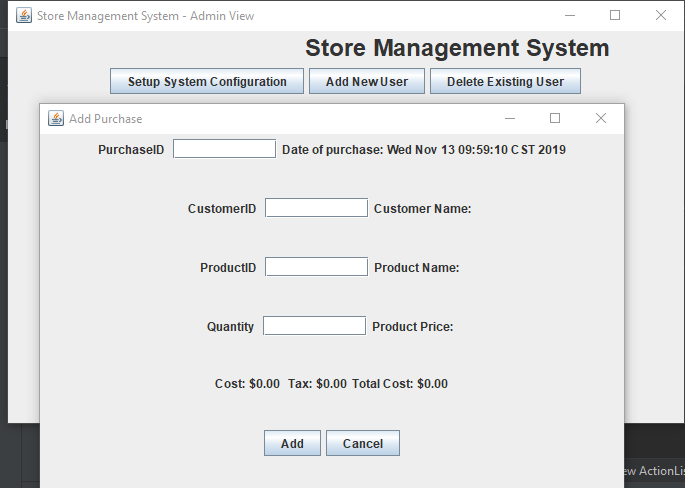 Store Management System - Admin View
Store Management System
Setup System Configuration Add New User Delete Existing User
Add Purchase
PurchaseID Date of purchase: Wed Nov 13 09:59:10 CST 2019
CustomerID Customer Name:
ProductID Product Name:
Quantity Product Price:
Cost: $0.00 Tax: $0.00 Total Cost: $0.00
Add Cancel
ew ActionLis